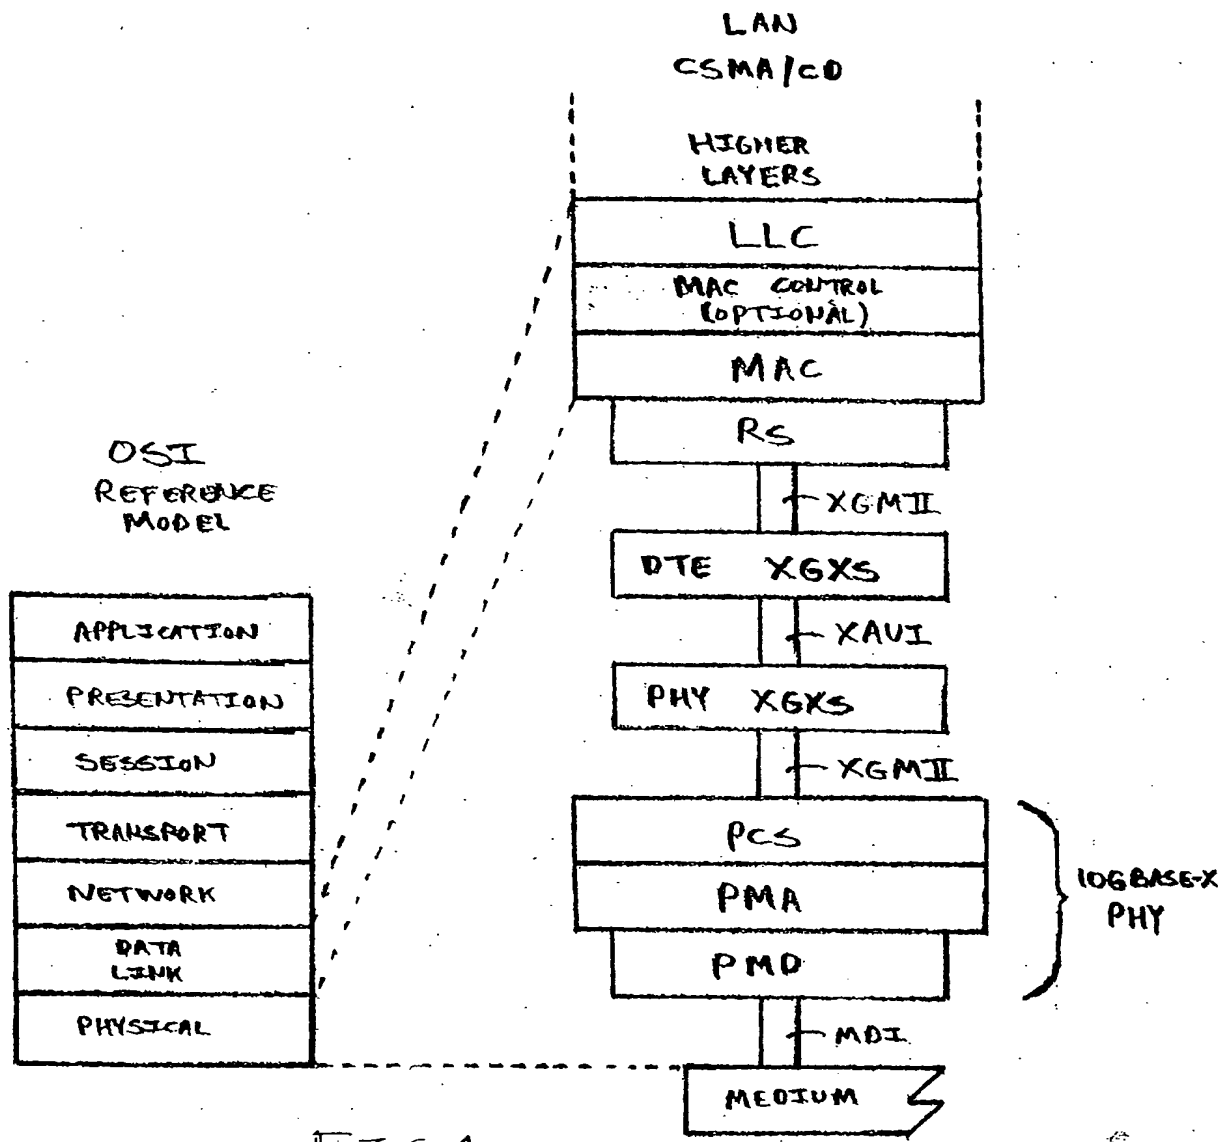 LAN
CSMA/CD
HIGHER
LAYERS
LLC
MAC CONTROL
(OPTIONAL)
MAC
RS
XGMII
DTE XGXS
XAUI
PHY XGXS
XGMII
PCS
PMA
PMD
10GBASE-X
PHY
MDI
MEDIUM
OSI
REFERENCE
MODEL
APPLICATION
PRESENTATION
SESSION
TRANSPORT
NETWORK
DATA
LINK
PHYSICAL